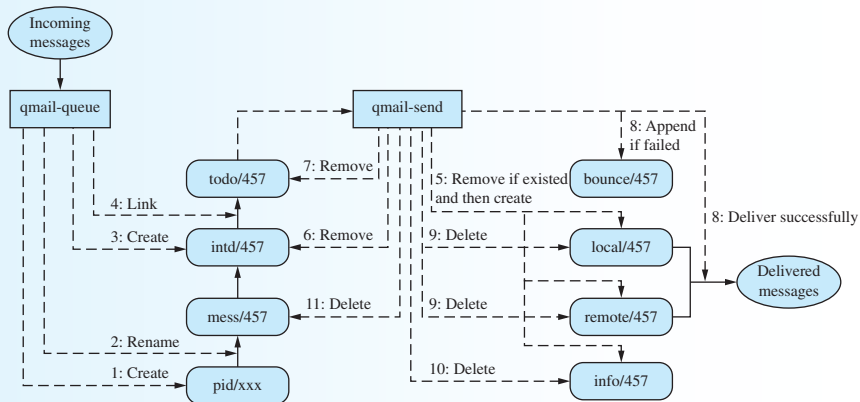 Incoming
messages
qmail-queue
qmail-send
8: Append
if failed
7: Remove
todo/457
5: Remove if existed
and then create
bounce/457
4: Link
8: Deliver successfully
3: Create
intd/457
6: Remove
9: Delete
local/457
Delivered
messages
mess/457
11: Delete
9: Delete
remote/457
2: Rename
1: Create
pid/xxx
10: Delete
info/457